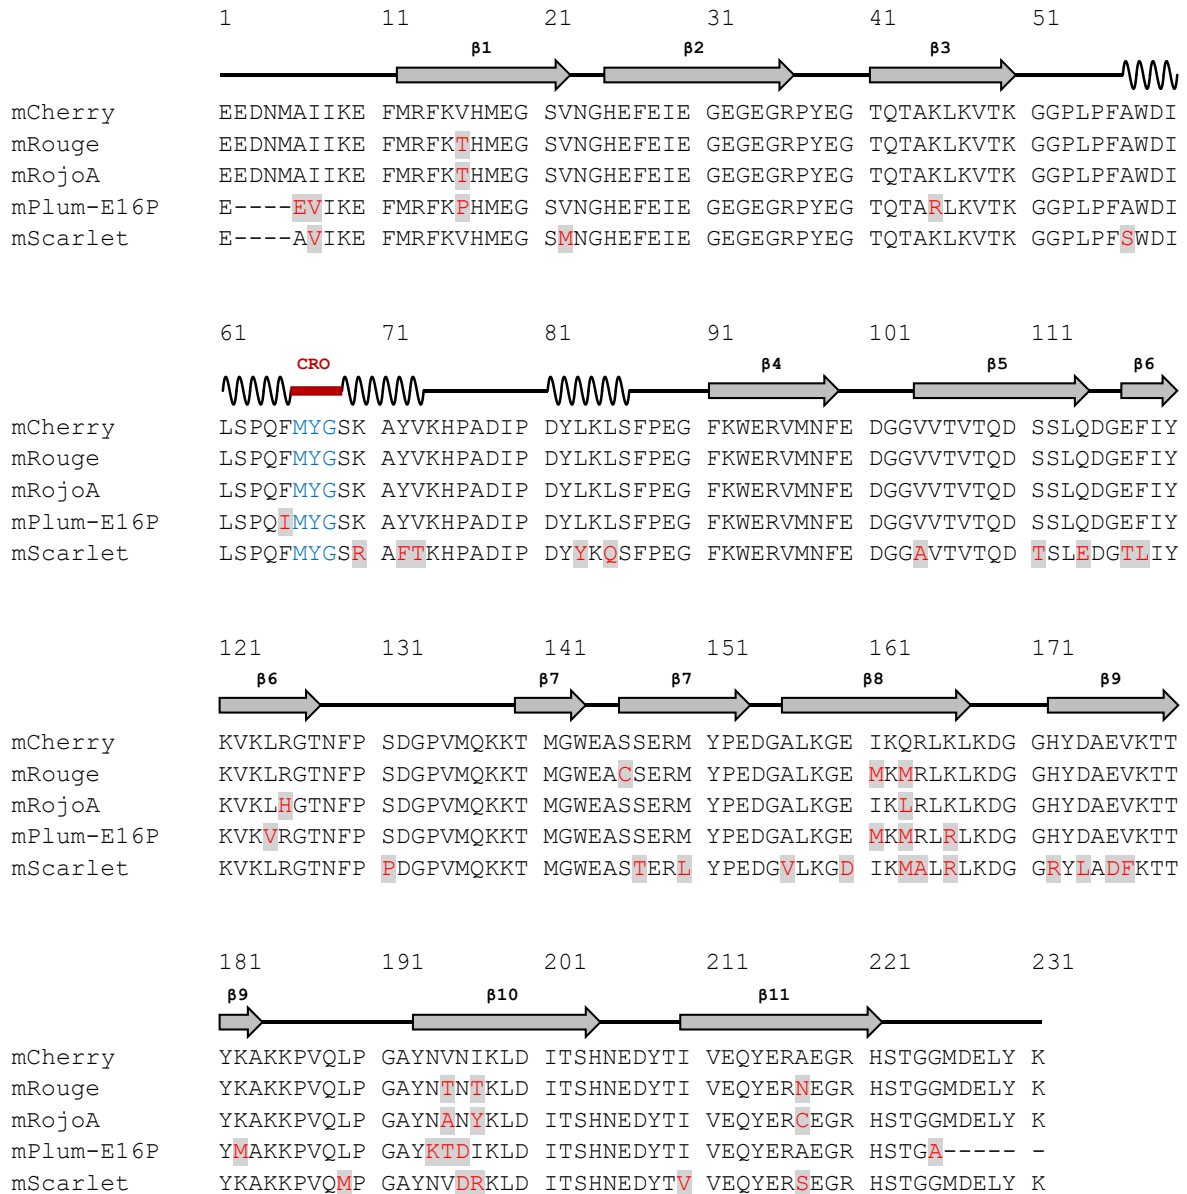 1 11 21 31 41 51
β1 β2 β3
mCherry EEDNMAIIKE FMRFKVHMEG SVNGHEFEIE GEGEGRPYEG TQTAKLKVTK GGPLPFAWDI
mRouge EEDNMAIIKE FMRFKTHMEG SVNGHEFEIE GEGEGRPYEG TQTAKLKVTK GGPLPFAWDI
mRojoA EEDNMAIIKE FMRFKTHMEG SVNGHEFEIE GEGEGRPYEG TQTAKLKVTK GGPLPFAWDI
mPlum-E16P E----EVIKE FMRFKPHMEG SVNGHEFEIE GEGEGRPYEG TQTARLKVTK GGPLPFAWDI
mScarlet E----AVIKE FMRFKVHMEG SMNGHEFEIE GEGEGRPYEG TQTAKLKVTK GGPLPFSWDI
61 71 81 91 101 111
CRO β4 β5 β6
mCherry LSPQFMYGSK AYVKHPADIP DYLKLSFPEG FKWERVMNFE DGGVVTVTQD SSLQDGEFIY
mRouge LSPQFMYGSK AYVKHPADIP DYLKLSFPEG FKWERVMNFE DGGVVTVTQD SSLQDGEFIY
mRojoA LSPQFMYGSK AYVKHPADIP DYLKLSFPEG FKWERVMNFE DGGVVTVTQD SSLQDGEFIY
mPlum-E16P LSPQIMYGSK AYVKHPADIP DYLKLSFPEG FKWERVMNFE DGGVVTVTQD SSLQDGEFIY
mScarlet LSPQFMYGSR AFTKHPADIP DYYKQSFPEG FKWERVMNFE DGGAVTVTQD TSLEDGTLIY
121 131 141 151 161 171
β6 β7 β7 β8 β9
mCherry KVKLRGTNFP SDGPVMQKKT MGWEASSERM YPEDGALKGE IKQRLKLKDG GHYDAEVKTT
mRouge KVKLRGTNFP SDGPVMQKKT MGWEACSERM YPEDGALKGE MKMRLKLKDG GHYDAEVKTT
mRojoA KVKLHGTNFP SDGPVMQKKT MGWEASSERM YPEDGALKGE IKLRLKLKDG GHYDAEVKTT
mPlum-E16P KVKVRGTNFP SDGPVMQKKT MGWEASSERM YPEDGALKGE MKMRLRLKDG GHYDAEVKTT
mScarlet KVKLRGTNFP PDGPVMQKKT MGWEASTERL YPEDGVLKGD IKMALRLKDG GRYLADFKTT
181 191 201 211 221 231
β9 β10 β11
mCherry YKAKKPVQLP GAYNVNIKLD ITSHNEDYTI VEQYERAEGR HSTGGMDELY K
mRouge YKAKKPVQLP GAYNTNTKLD ITSHNEDYTI VEQYERNEGR HSTGGMDELY K
mRojoA YKAKKPVQLP GAYNANYKLD ITSHNEDYTI VEQYERCEGR HSTGGMDELY K
mPlum-E16P YMAKKPVQLP GAYKTDIKLD ITSHNEDYTI VEQYERAEGR HSTGA----- -
mScarlet YKAKKPVQMP GAYNVDRKLD ITSHNEDYTV VEQYERSEGR HSTGGMDELY K